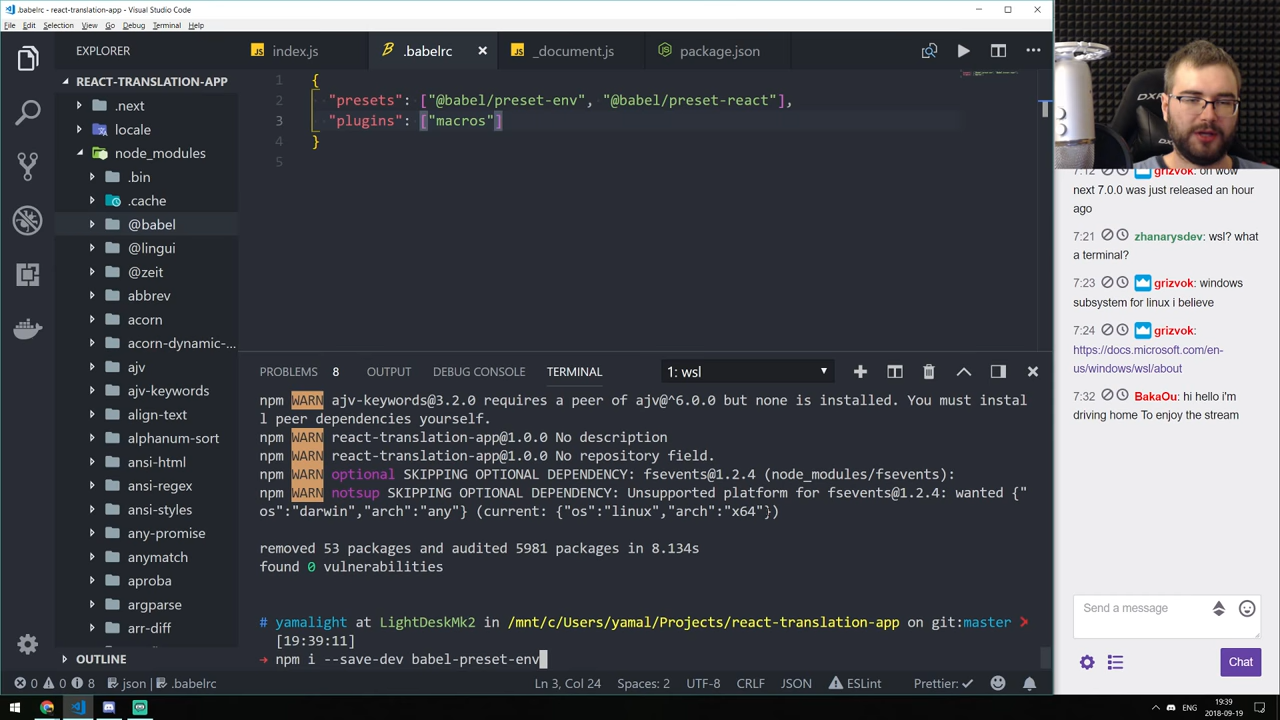 .babelrc - react-translation-app - Visual Studio Code
File Edit Selection View Go Debug Terminal Help
EXPLORER
index.js
.babelrc
_document.js
package.json
REACT-TRANSLATION-APP
.next
locale
node_modules
.bin
.cache
@babel
@lingui
@zeit
abbrev
acorn
acorn-dynamic-...
ajv
ajv-keywords
align-text
alphanum-sort
ansi-html
ansi-regex
ansi-styles
any-promise
anymatch
aproba
argparse
arr-diff
OUTLINE
1 {
2 "presets": ["@babel/preset-env", "@babel/preset-react"],
3 "plugins": ["macros"]
4 }
5
PROBLEMS 8 OUTPUT DEBUG CONSOLE TERMINAL 1: wsl
npm WARN ajv-keywords@3.2.0 requires a peer of ajv@^6.0.0 but none is installed. You must instal
l peer dependencies yourself.
npm WARN react-translation-app@1.0.0 No description
npm WARN react-translation-app@1.0.0 No repository field.
npm WARN optional SKIPPING OPTIONAL DEPENDENCY: fsevents@1.2.4 (node_modules/fsevents):
npm WARN notsup SKIPPING OPTIONAL DEPENDENCY: Unsupported platform for fsevents@1.2.4: wanted {"
os":"darwin","arch":"any"} (current: {"os":"linux","arch":"x64"})
removed 53 packages and audited 5981 packages in 8.134s
found 0 vulnerabilities
# yamalight at LightDeskMk2 in /mnt/c/Users/yamal/Projects/react-translation-app on git:master
[19:39:11]
→ npm i --save-dev babel-preset-env
0 0 8 json .babelrc Ln 3, Col 24 Spaces: 2 UTF-8 CRLF JSON ESLint Prettier: ✓
DXR
7:12 grizvok: oh wow
next 7.0.0 was just released an hour
ago
7:21 zhanarysdev: wsl? what
a terminal?
7:23 grizvok: windows
subsystem for linux i believe
7:24 grizvok:
https://docs.microsoft.com/en-
us/windows/wsl/about
7:32 BakaOu: hi hello i'm
driving home To enjoy the stream
Send a message
Chat
ENG
19:39
2018-09-19